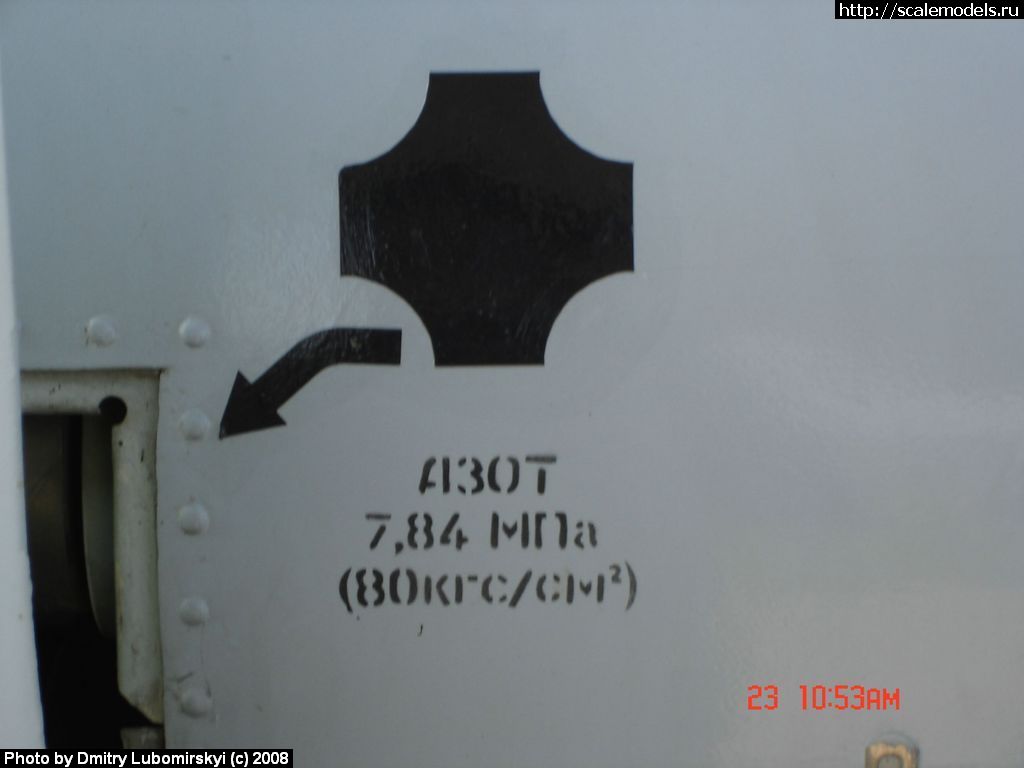 http://scalemodels.ru
АЗОТ
7,84 МПа
(80кгс/см²)
23 10:53AM
Photo by Dmitry Lubomirskyi (c) 2008